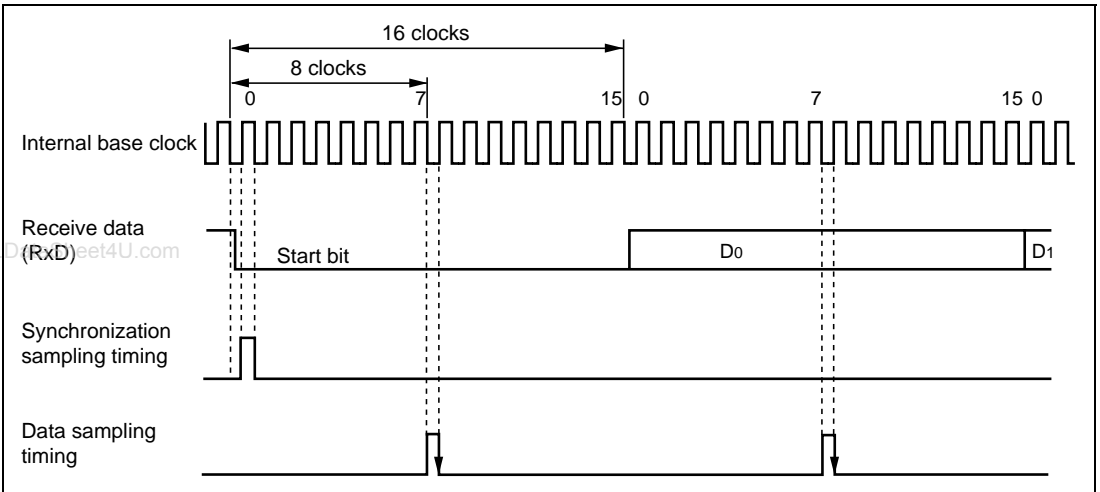 16 clocks
8 clocks
0 7 15 0 7 15 0
Internal base clock
Receive data
(RxD)
Start bit
D0
D1
Synchronization
sampling timing
Data sampling
timing